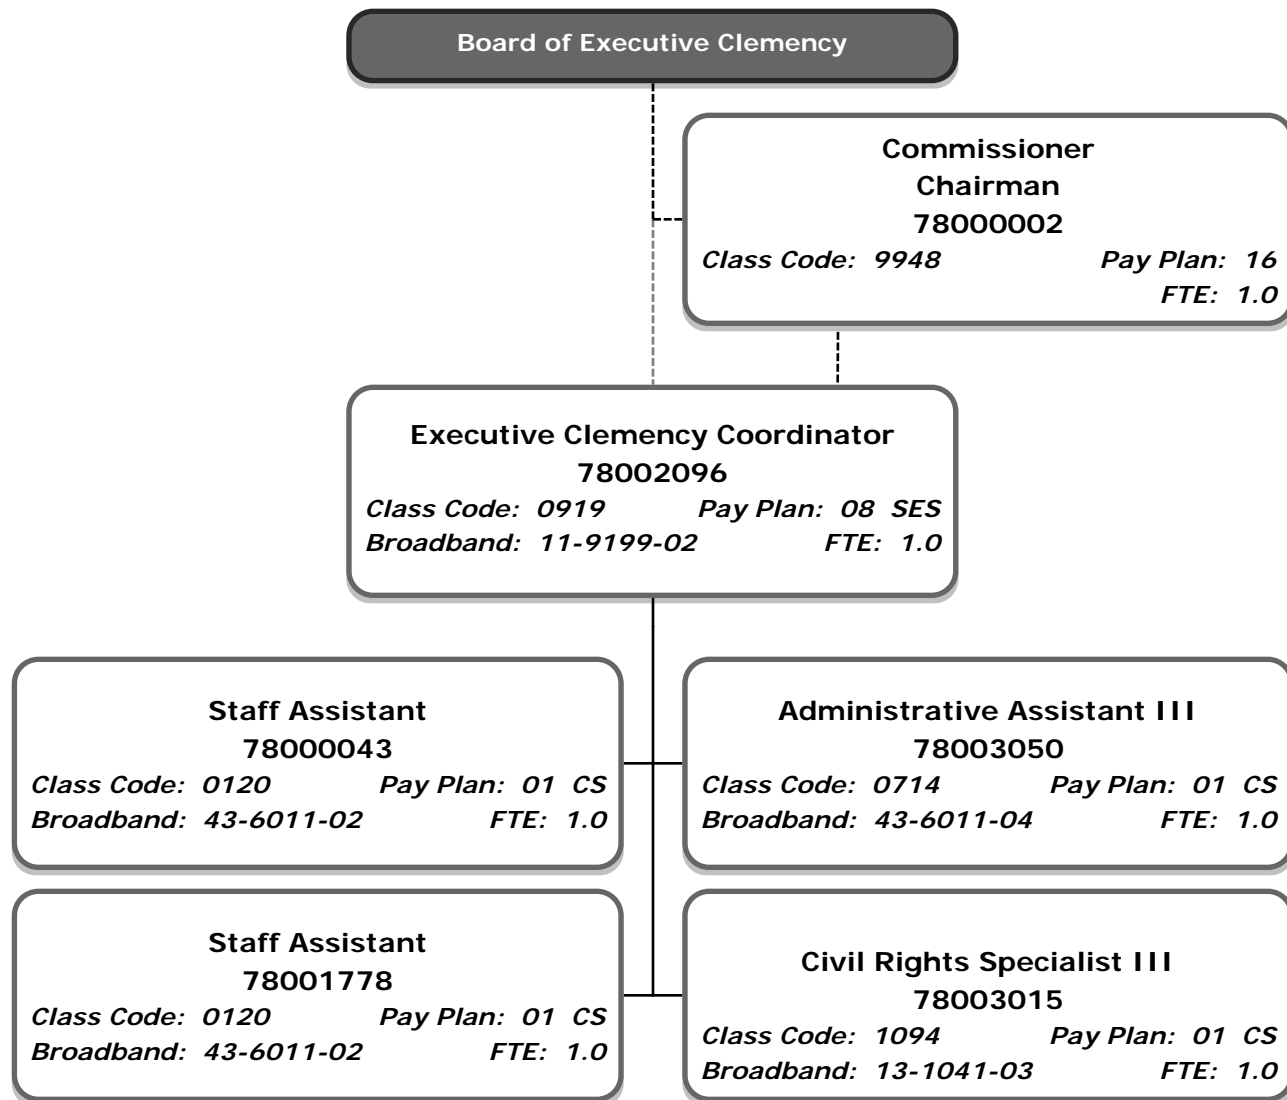 Board of Executive Clemency
Commissioner
Chairman
78000002
Class Code: 9948 Pay Plan: 16
FTE: 1.0
Executive Clemency Coordinator
78002096
Class Code: 0919 Pay Plan: 08 SES
Broadband: 11-9199-02 FTE: 1.0
Staff Assistant
78000043
Class Code: 0120 Pay Plan: 01 CS
Broadband: 43-6011-02 FTE: 1.0
Administrative Assistant III
78003050
Class Code: 0714 Pay Plan: 01 CS
Broadband: 43-6011-04 FTE: 1.0
Staff Assistant
78001778
Class Code: 0120 Pay Plan: 01 CS
Broadband: 43-6011-02 FTE: 1.0
Civil Rights Specialist III
78003015
Class Code: 1094 Pay Plan: 01 CS
Broadband: 13-1041-03 FTE: 1.0